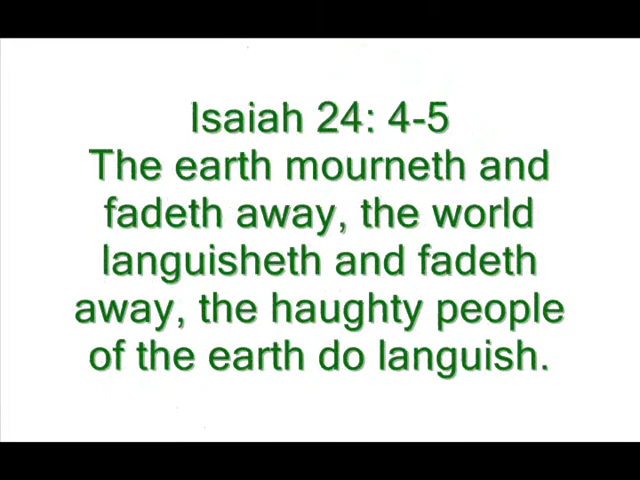 Isaiah 24: 4-5
The earth mourneth and
fadeth away, the world
languisheth and fadeth
away, the haughty people
of the earth do languish.